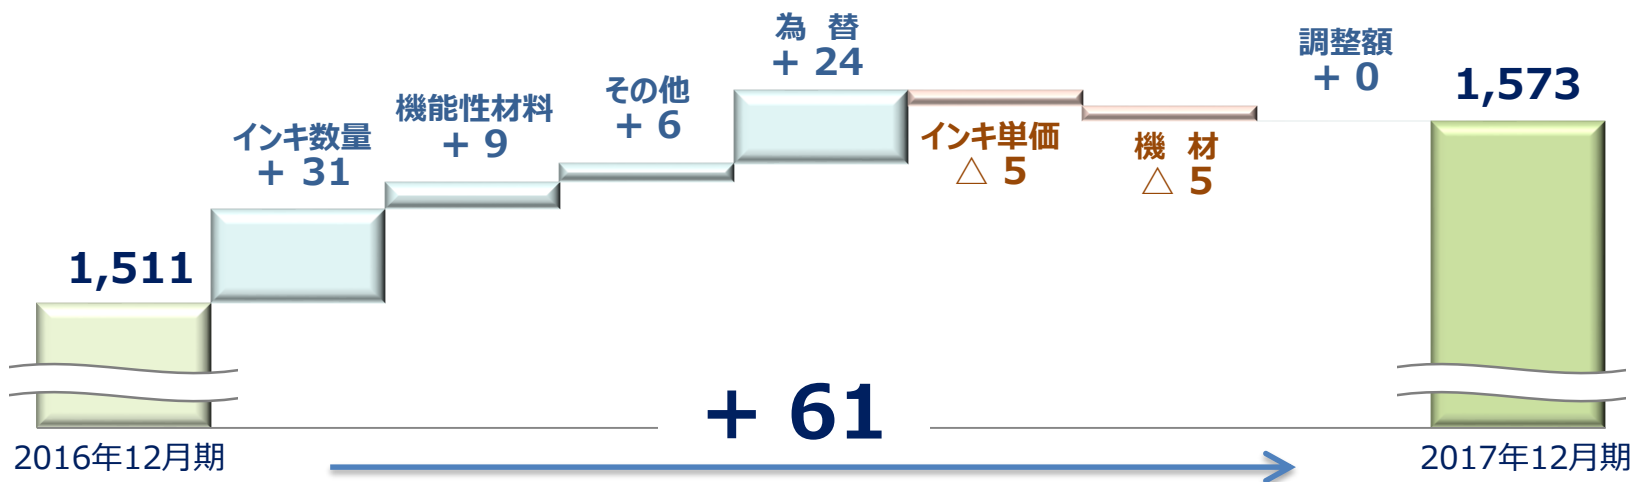 為 替
+ 24
調整額
+ 0
1,573
その他
+ 6
機能性材料
+ 9
インキ数量
+ 31
インキ単価
△ 5
機 材
△ 5
1,511
+ 61
2016年12月期
2017年12月期